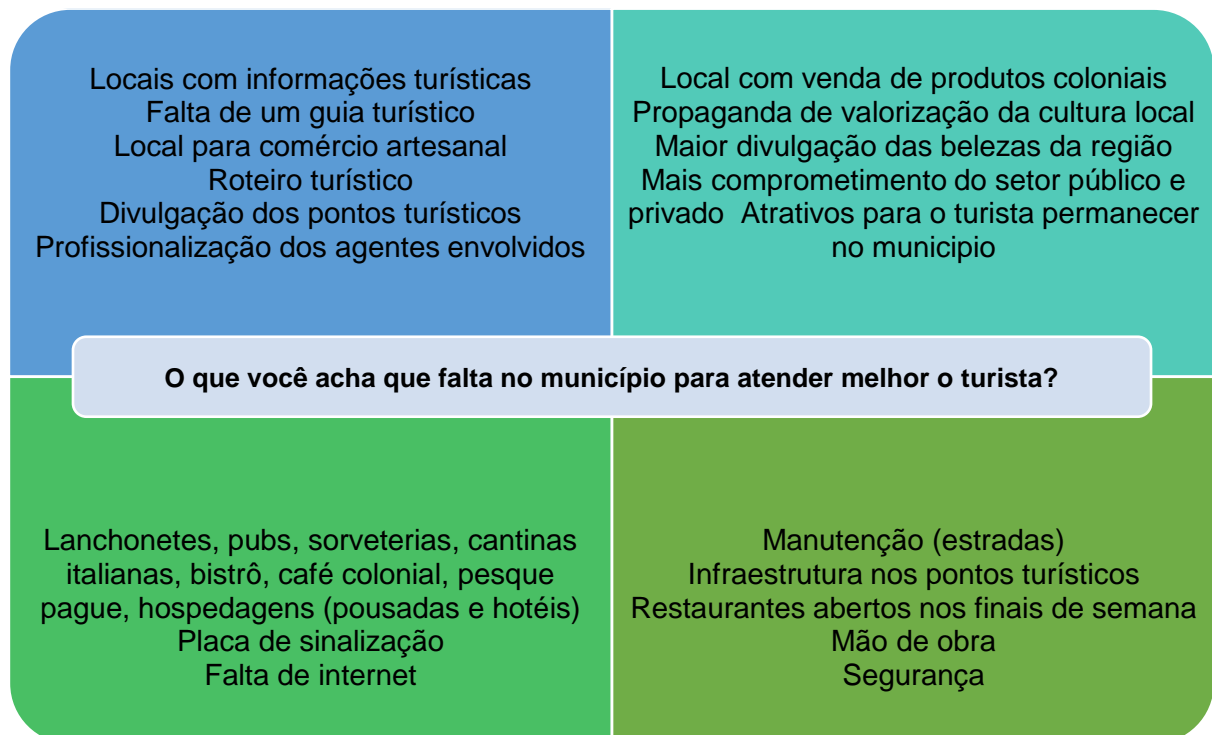 Locais com informações turísticas
Falta de um guia turístico
Local para comércio artesanal
Roteiro turístico
Divulgação dos pontos turísticos
Profissionalização dos agentes envolvidos
Local com venda de produtos coloniais
Propaganda de valorização da cultura local
Maior divulgação das belezas da região
Mais comprometimento do setor público e
privado Atrativos para o turista permanecer
no municipio
O que você acha que falta no município para atender melhor o turista?
Lanchonetes, pubs, sorveterias, cantinas
italianas, bistrô, café colonial, pesque
pague, hospedagens (pousadas e hotéis)
Placa de sinalização
Falta de internet
Manutenção (estradas)
Infraestrutura nos pontos turísticos
Restaurantes abertos nos finais de semana
Mão de obra
Segurança